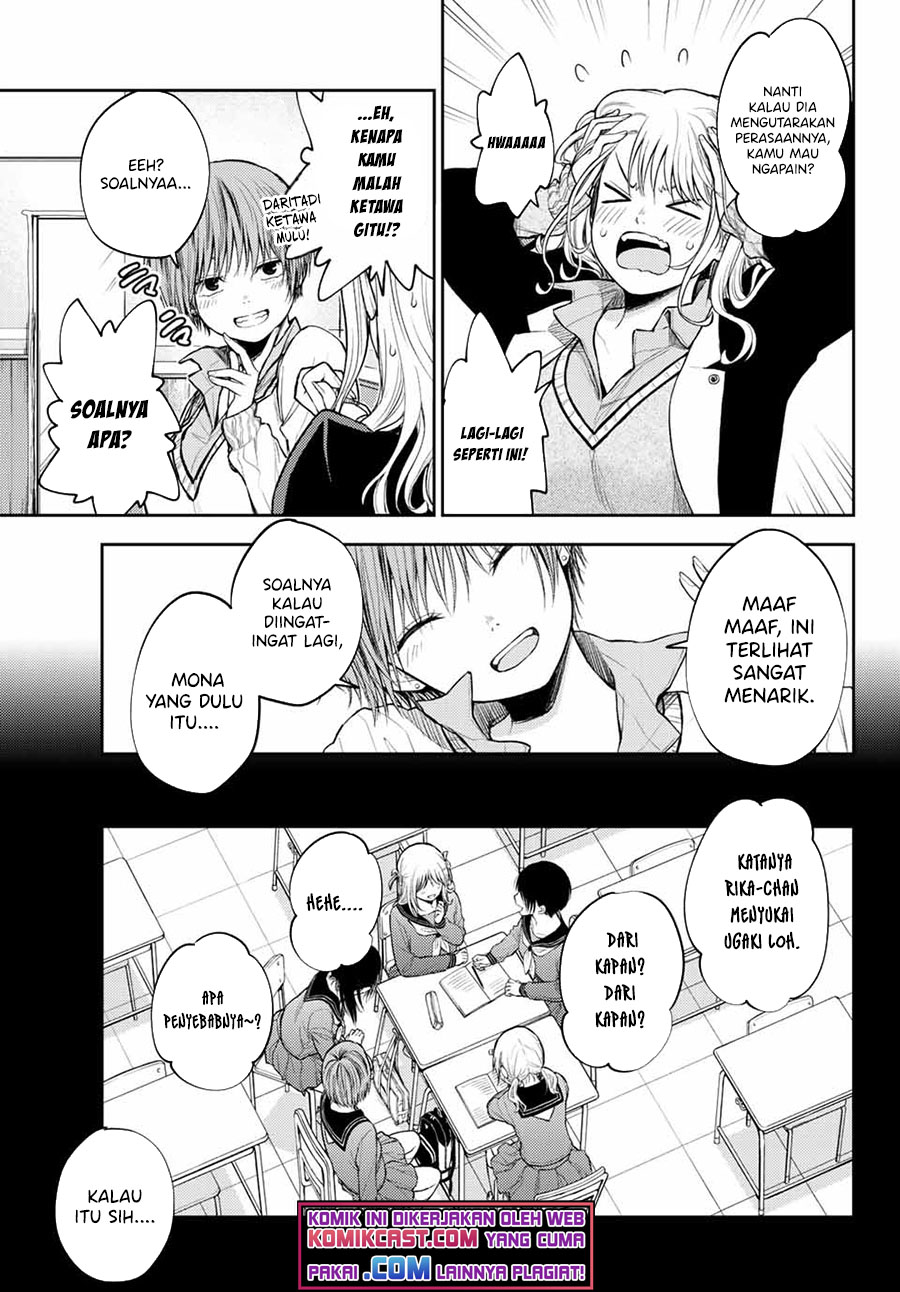 NANTI
KALAU DIA
MENGUTARAKAN
PERASAANNYA,
KAMU MAU
NGAPAIN?
HWAAAAA
LAGI-LAGI
SEPERTI INI!
...EH,
KENAPA
KAMU
MALAH
KETAWA
GITU!?
DARITADI
KETAWA
MULU!
EEH?
SOALNYAA...
SOALNYA
APA?
MAAF
MAAF, INI
TERLIHAT
SANGAT
MENARIK.
SOALNYA
KALAU
DIINGAT-
INGAT LAGI,
MONA
YANG DULU
ITU....
KATANYA
RIKA-CHAN
MENYUKAI
UGAKI LOH.
DARI
KAPAN?
DARI
KAPAN?
HEHE....
APA
PENYEBABNYA~?
KALAU
ITU SIH....
KOMIK INI DIKERJAKAN OLEH WEB
KOMIKCAST.COM YANG CUMA
PAKAI .COM LAINNYA PLAGIAT!